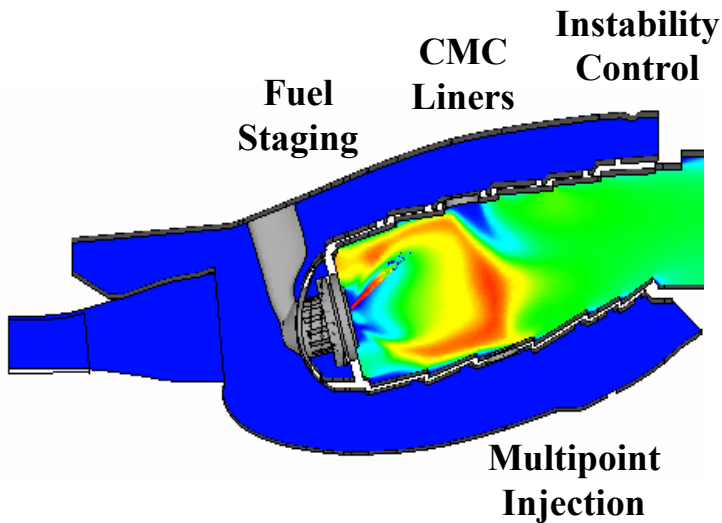 Instability
Control
CMC
Liners
Fuel
Staging
Multipoint
Injection